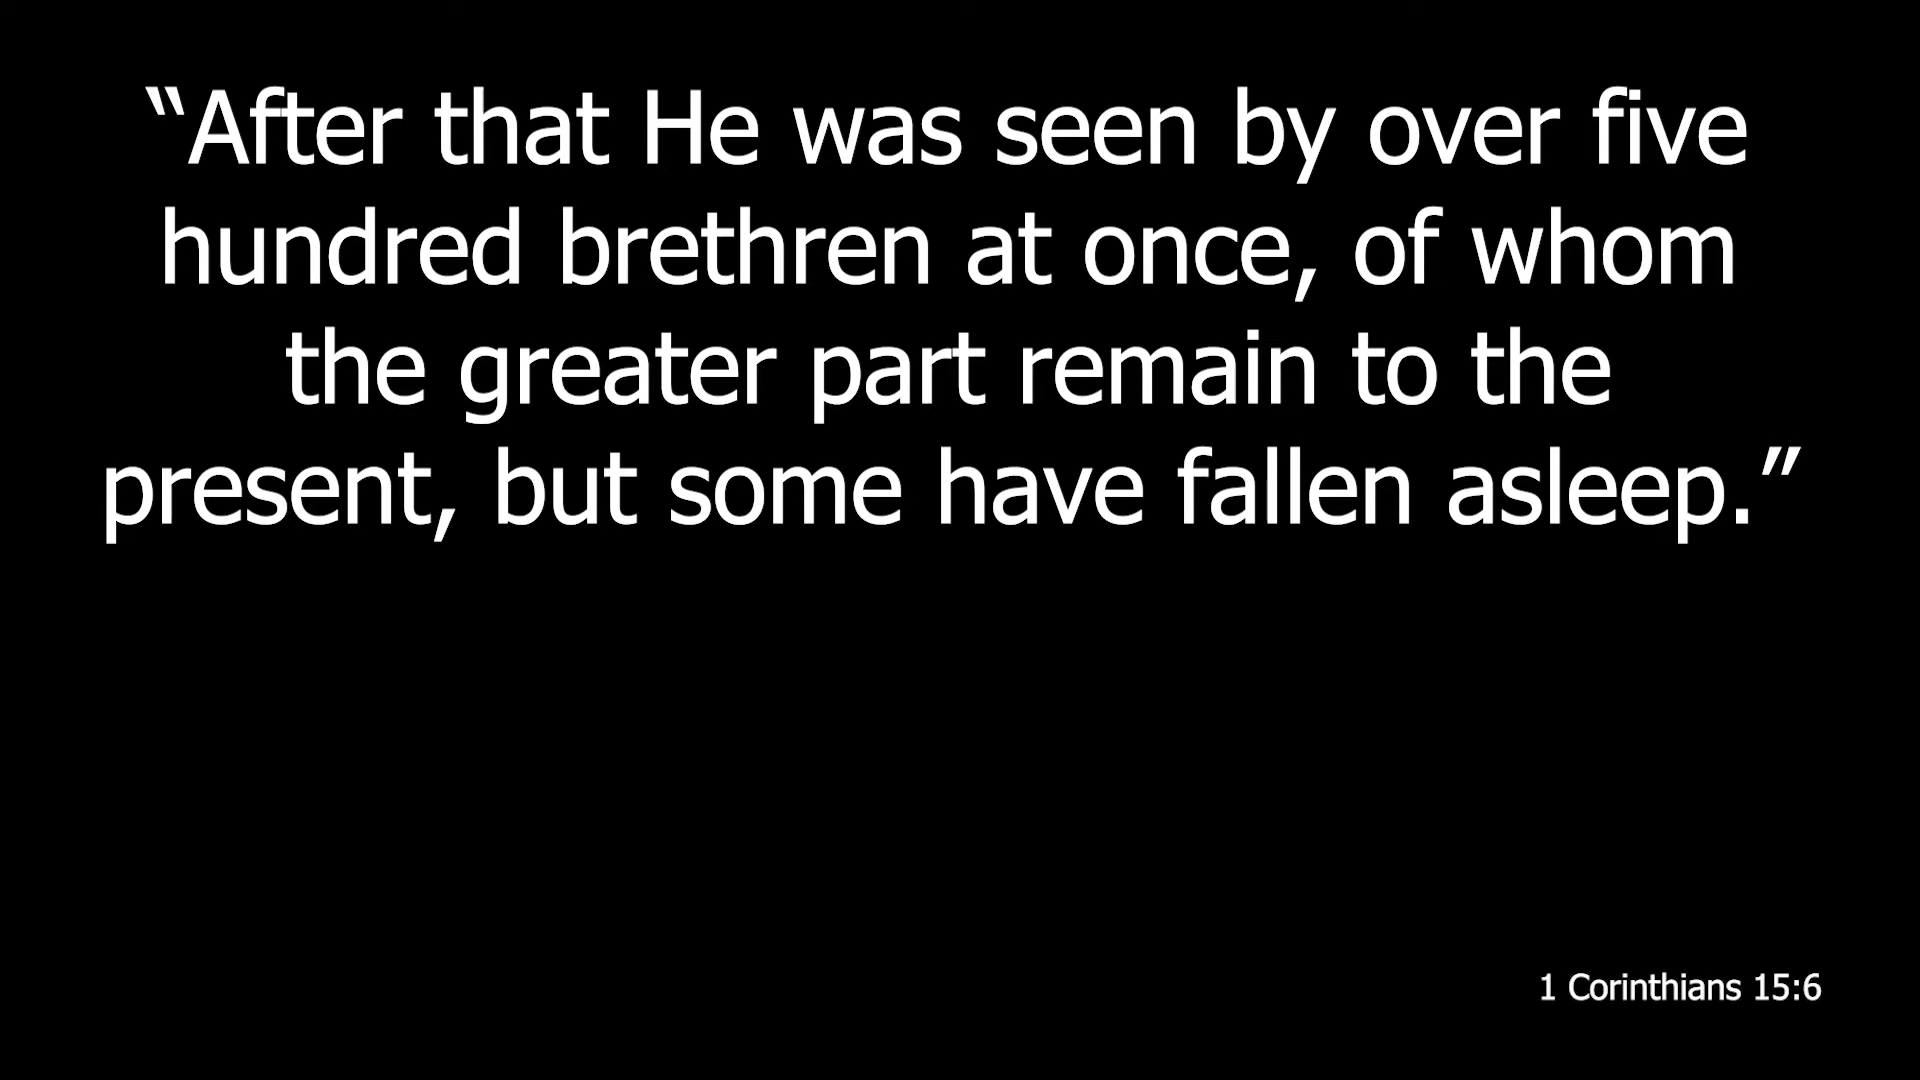 “After that He was seen by over five
hundred brethren at once, of whom
the greater part remain to the
present, but some have fallen asleep.”
1 Corinthians 15:6